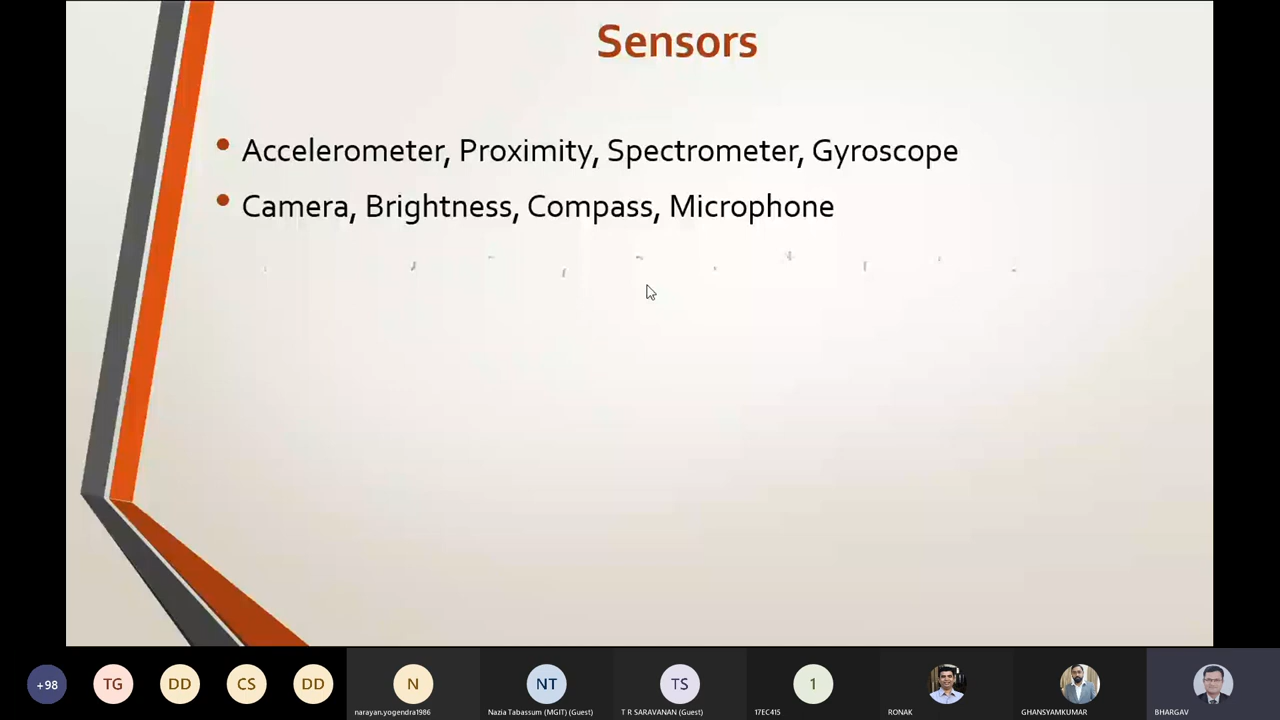 Sensors
Accelerometer, Proximity, Spectrometer, Gyroscope
Camera, Brightness, Compass, Microphone
+98
TG
DD
CS
DD
N
NT
TS
1
narayan.yogendra1986
Nazia Tabassum (MGIT) (Guest)
T R SARAVANAN (Guest)
17EC415
RONAK
GHANSYAMKUMAR
BHARGAV